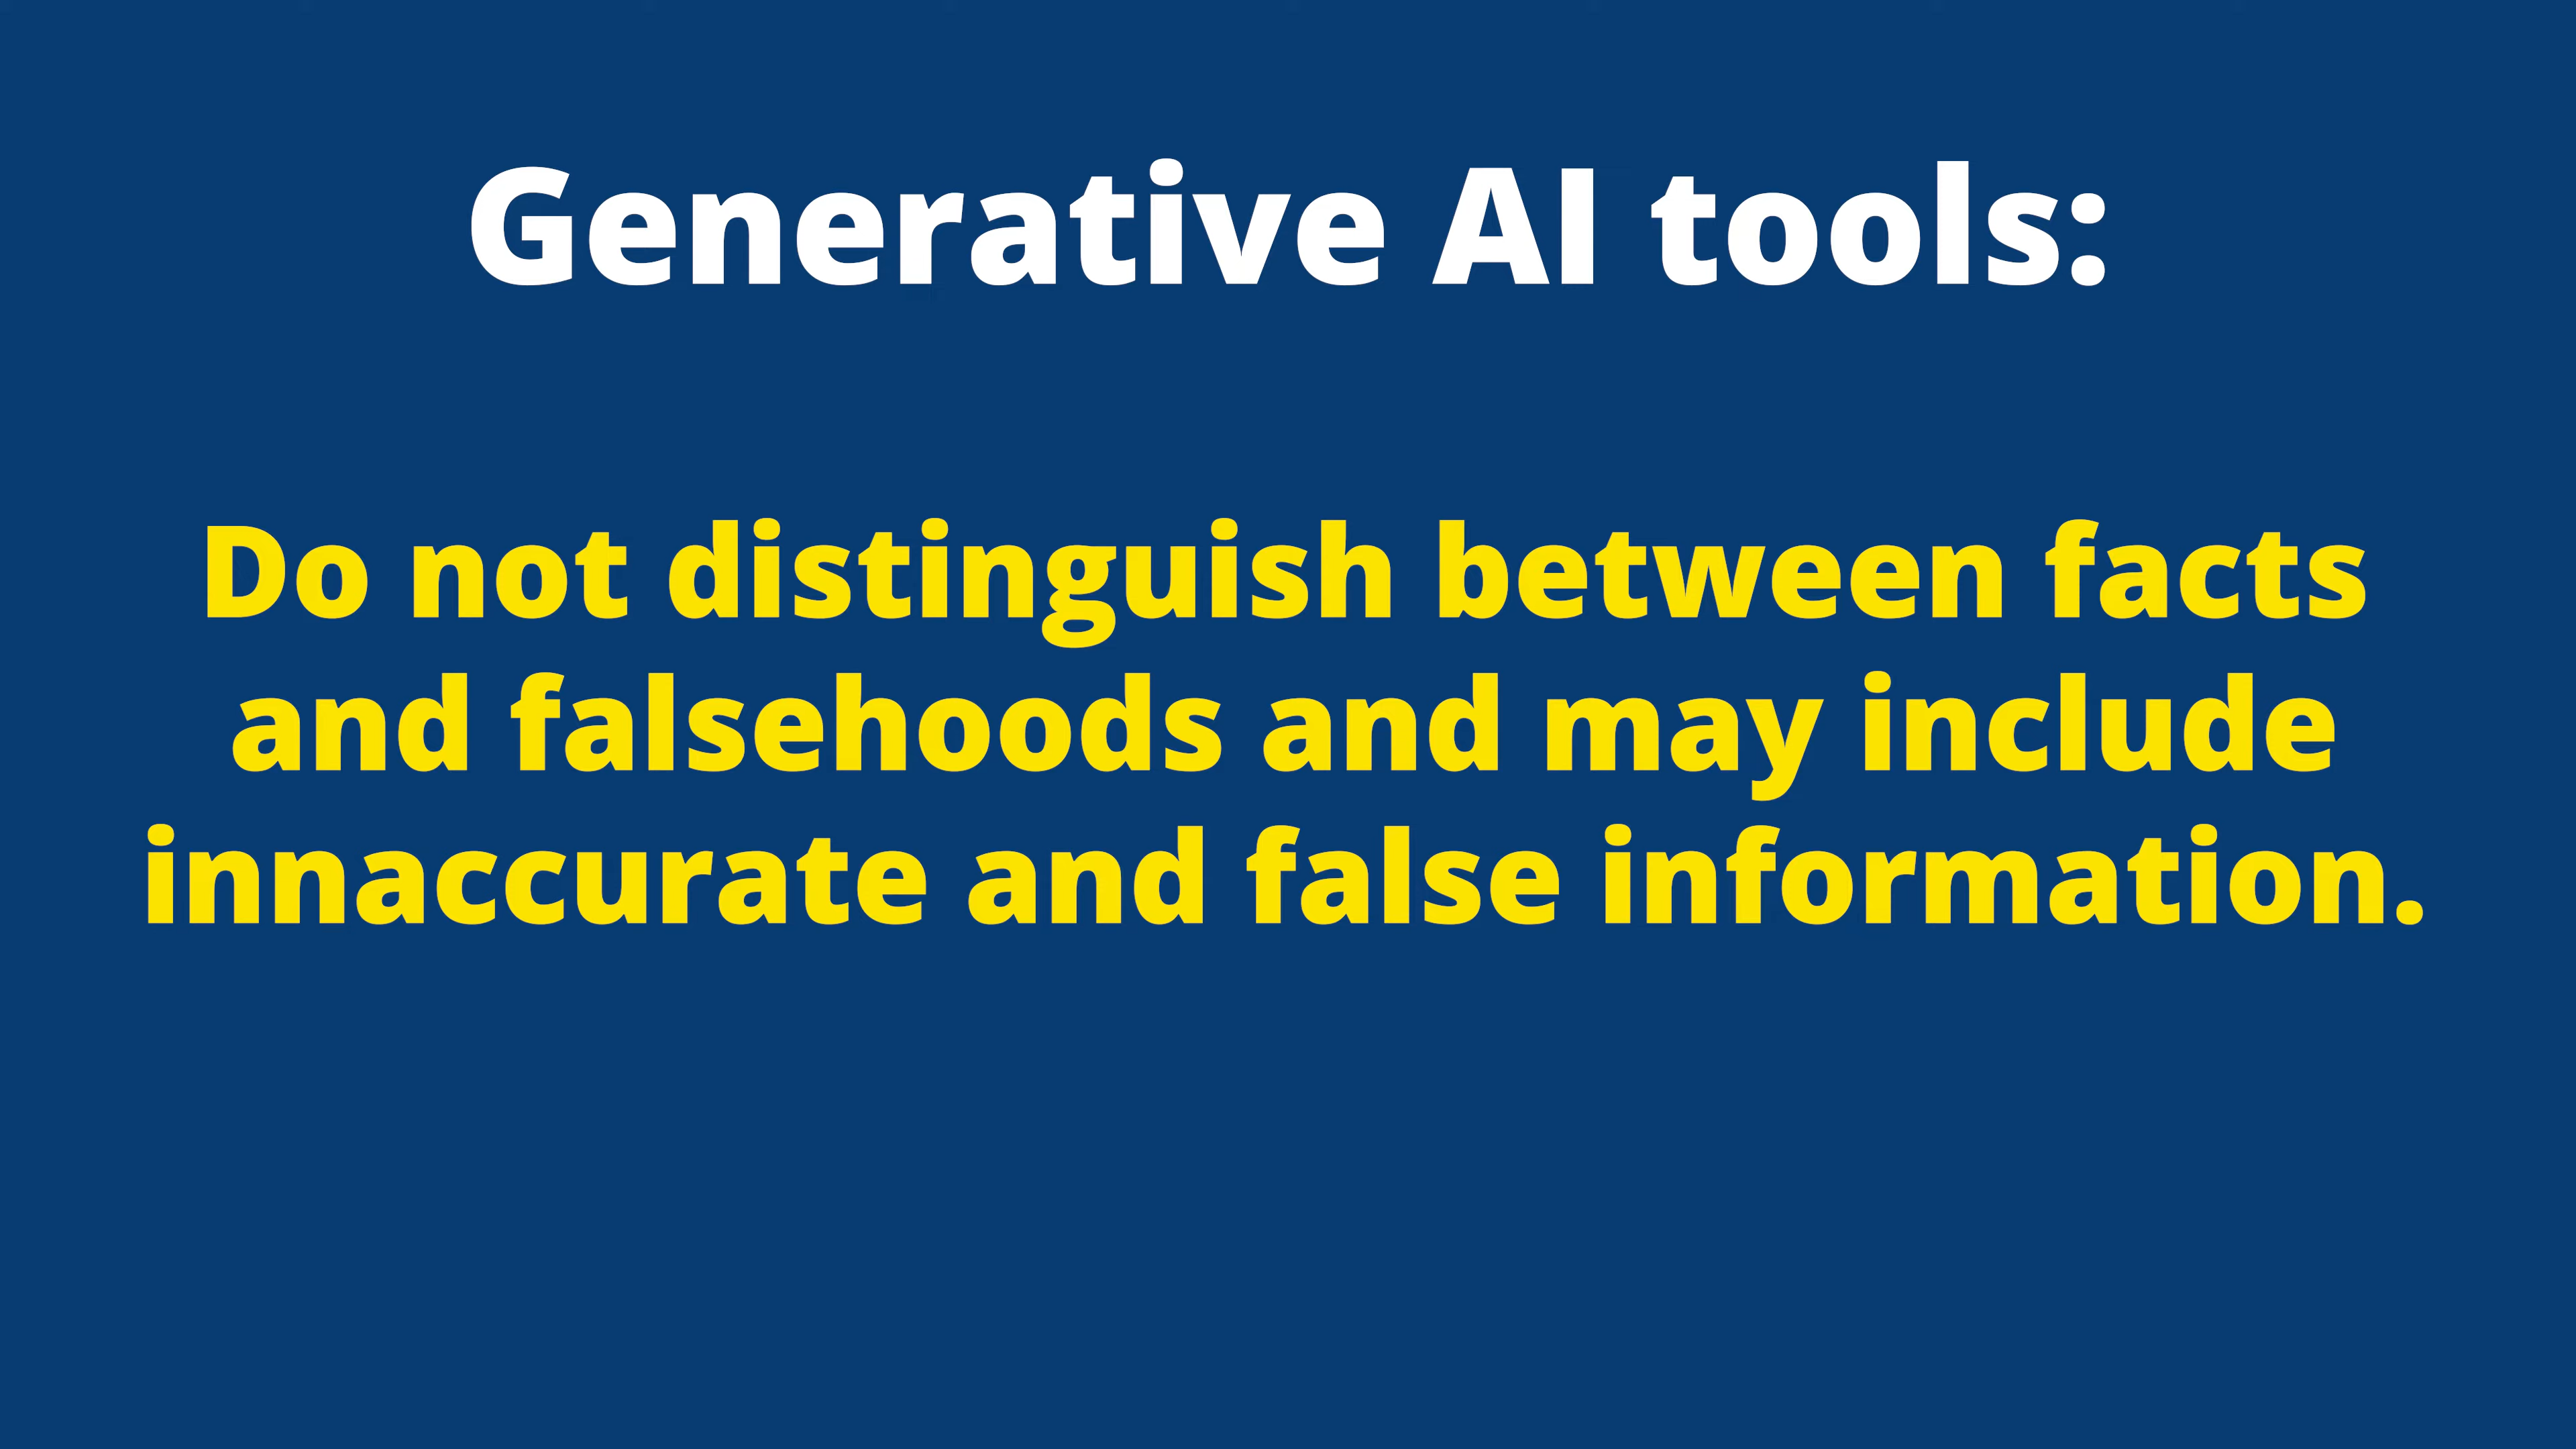 Generative AI tools:
Do not distinguish between facts
and falsehoods and may include
innaccurate and false information.